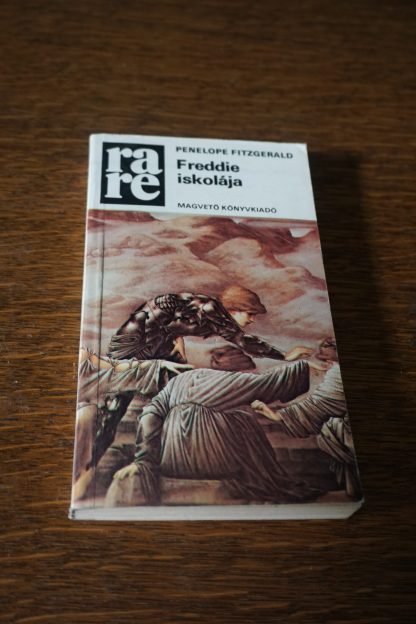 ra
re
PENELOPE FITZGERALD
Freddie
iskolája
MAGVETŐ KÖNYVKIADÓ